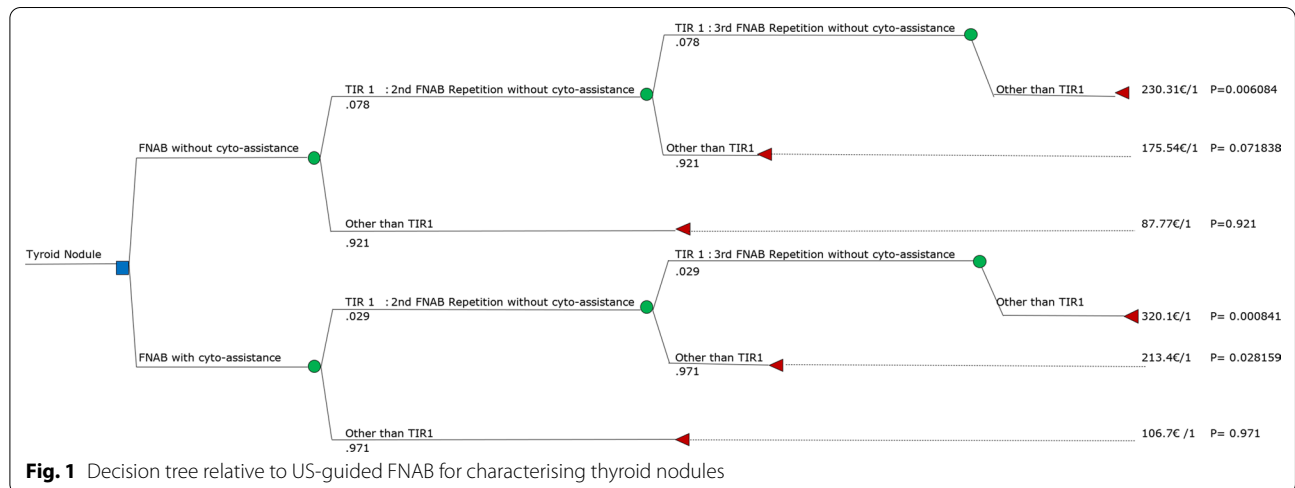 TIR 1 : 3rd FNAB Repetition without cyto-assistance
.078
TIR 1 : 2nd FNAB Repetition without cyto-assistance
.078
Other than TIR1
230.31€/1 P=0.006084
FNAB without cyto-assistance
Other than TIR1
.921
175.54€/1 P= 0.071838
Other than TIR1
.921
87.77€/1 P=0.921
Tyroid Nodule
TIR 1 : 3rd FNAB Repetition without cyto-assistance
.029
TIR 1 : 2nd FNAB Repetition without cyto-assistance
.029
Other than TIR1
320.1€/1 P= 0.000841
FNAB with cyto-assistance
Other than TIR1
.971
213.4€/1 P= 0.028159
Other than TIR1
.971
106.7€ /1 P= 0.971
Fig. 1 Decision tree relative to US-guided FNAB for characterising thyroid nodules